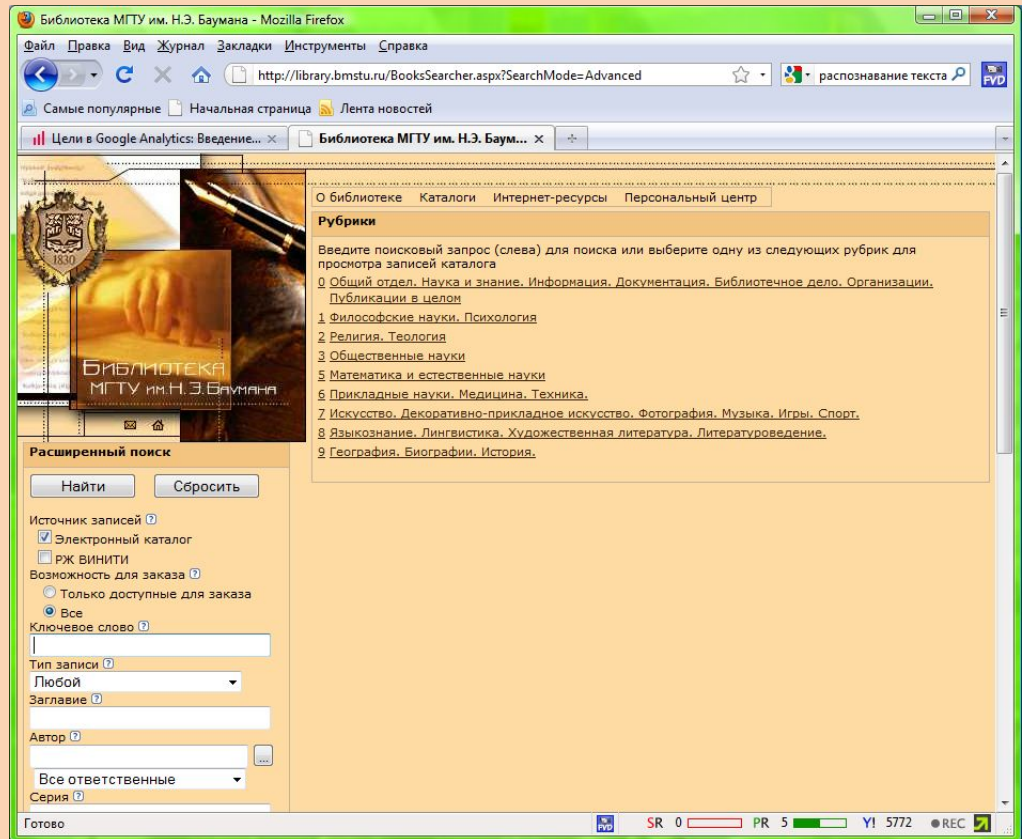 Библиотека МГТУ им. Н.Э. Баумана - Mozilla Firefox
Файл Правка Вид Журнал Закладки Инструменты Справка
http://library.bmstu.ru/BooksSearcher.aspx?SearchMode=Advanced
распознавание текста
FVD
Самые популярные Начальная страница Лента новостей
Цели в Google Analytics: Введение...
Библиотека МГТУ им. Н.Э. Баум...
1830
БИБЛИОТЕКА
МГТУ им.Н.Э.Баумана
О библиотеке Каталоги Интернет-ресурсы Персональный центр
Рубрики
Введите поисковый запрос (слева) для поиска или выберите одну из следующих рубрик для
просмотра записей каталога
0 Общий отдел. Наука и знание. Информация. Документация. Библиотечное дело. Организации.
Публикации в целом
1 Философские науки. Психология
2 Религия. Теология
3 Общественные науки
5 Математика и естественные науки
6 Прикладные науки. Медицина. Техника.
7 Искусство. Декоративно-прикладное искусство. Фотография. Музыка. Игры. Спорт.
8 Языкознание. Лингвистика. Художественная литература. Литературоведение.
9 География. Биографии. История.
Расширенный поиск
Найти Сбросить
Источник записей ?
Электронный каталог
РЖ ВИНИТИ
Возможность для заказа ?
Только доступные для заказа
Все
Ключевое слово ?
Тип записи ?
Любой
Заглавие ?
Автор ?
...
Все ответственные
Серия ?
Готово
FVD
SR 0 PR 5 Y! 5772 REC